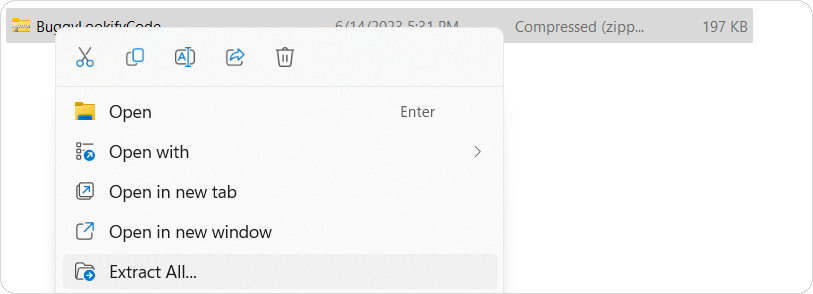 BuggyLookifyCode 6/14/2023 5:31 PM Compressed (zipp... 197 KB
Open Enter
Open with
Open in new tab
Open in new window
Extract All...